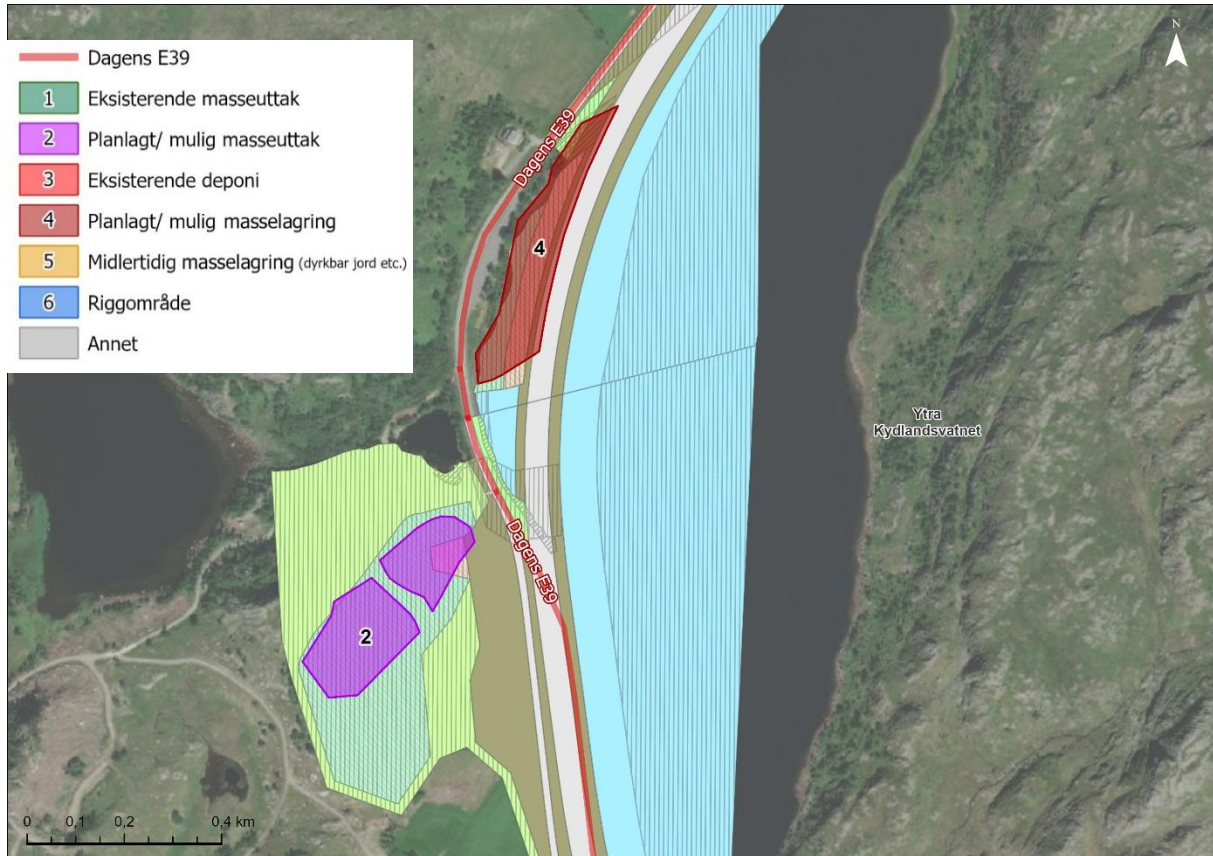 N
Dagens E39
1 Eksisterende masseuttak
2 Planlagt/ mulig masseuttak
3 Eksisterende deponi
4 Planlagt/ mulig masselagring
5 Midlertidig masselagring (dyrkbar jord etc.)
6 Riggområde
Annet
Dagens E39
4
Ytra
Kydlandsvatnet
Dagens E39
2
0 0,1 0,2 0,4 km